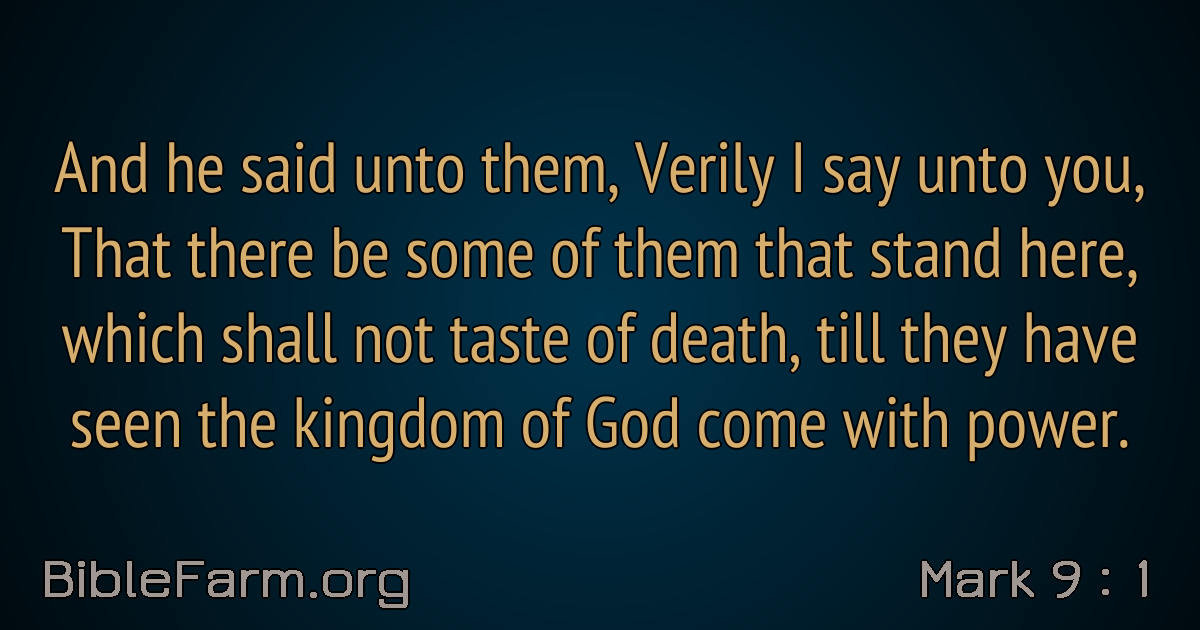 And he said unto them, Verily I say unto you,
That there be some of them that stand here,
which shall not taste of death, till they have
seen the kingdom of God come with power.
BibleFarm.org
Mark 9 : 1